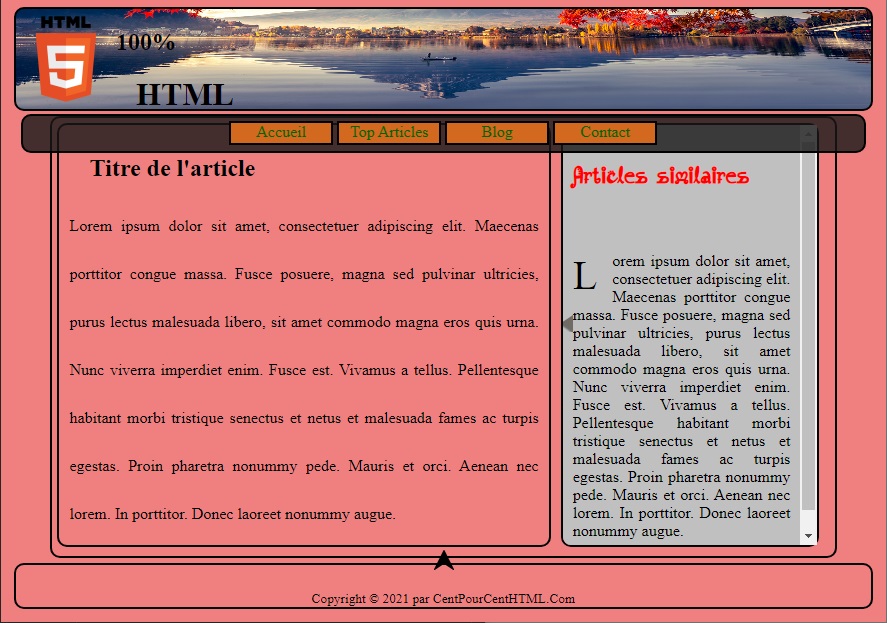 HTML
5
100%
HTML
Accueil
Top Articles
Blog
Contact
Titre de l'article
Lorem ipsum dolor sit amet, consectetuer adipiscing elit. Maecenas
porttitor congue massa. Fusce posuere, magna sed pulvinar ultricies,
purus lectus malesuada libero, sit amet commodo magna eros quis urna.
Nunc viverra imperdiet enim. Fusce est. Vivamus a tellus. Pellentesque
habitant morbi tristique senectus et netus et malesuada fames ac turpis
egestas. Proin pharetra nonummy pede. Mauris et orci. Aenean nec
lorem. In porttitor. Donec laoreet nonummy augue.
Articles similaires
Lorem ipsum dolor sit amet,
consectetuer adipiscing elit.
Maecenas porttitor congue
massa. Fusce posuere, magna sed
pulvinar ultricies, purus lectus
malesuada libero, sit amet
commodo magna eros quis urna.
Nunc viverra imperdiet enim.
Fusce est. Vivamus a tellus.
Pellentesque habitant morbi
tristique senectus et netus et
malesuada fames ac turpis
egestas. Proin pharetra nonummy
pede. Mauris et orci. Aenean nec
lorem. In porttitor. Donec laoreet
nonummy augue.
Copyright © 2021 par CentPourCentHTML.Com